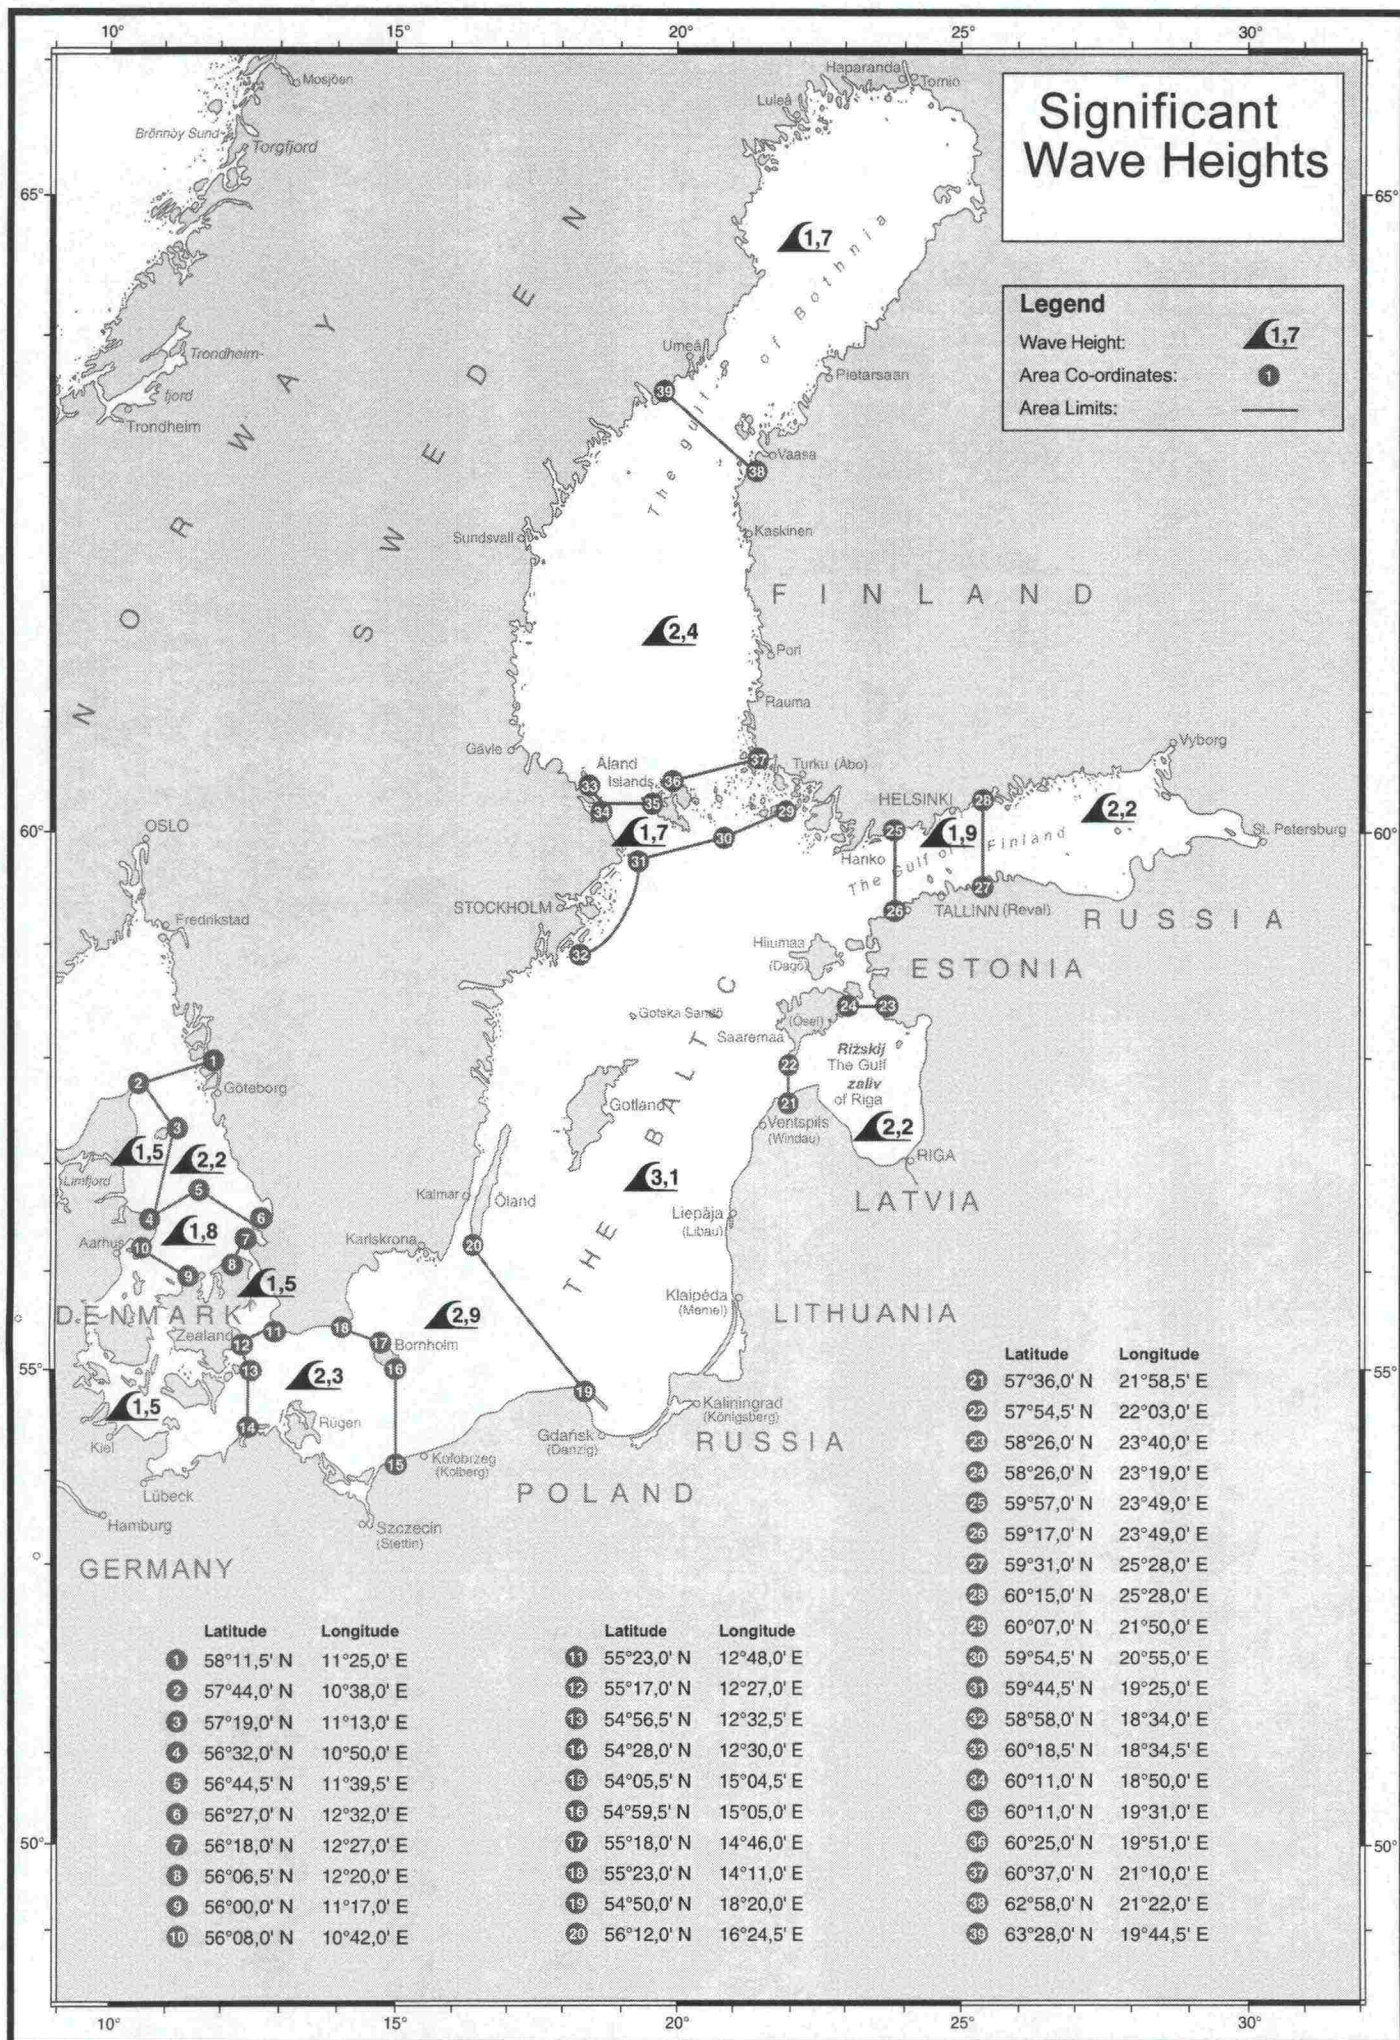 10° 15° 20° 25° 30°
Significant
Wave Heights
Legend
Wave Height: 1,7
Area Co-ordinates: 1
Area Limits:
Haparanda
Tornio
Luleå
Mosjöen
Brönnöy Sund
Torgfjord
65° 65°
1,7
The gulf of Bothnia
NORWAY
SWEDEN
Trondheim-
fjord
Trondheim
Umeå
Pietarsaari
39
38
Vaasa
Sundsvall
Kaskinen
FINLAND
2,4
Pori
Rauma
Gävle
Åland
Islands
33
34
35
36
37
Turku (Åbo)
Vyborg
HELSINKI
28
2,2
29
60° 60°
OSLO
1,7
30
25
1,9
St. Petersburg
31
Hanko
The Gulf of Finland
27
STOCKHOLM
26
TALLINN (Reval)
RUSSIA
Fredrikstad
32
Hiiumaa
(Dagö)
ESTONIA
Gotska Sandö
24
23
(Ösel)
Saaremaa
Rižskij
The Gulf
zaliv
of Riga
22
21
1
2
Göteborg
Gotland
Ventspils
(Windau)
2,2
3
1,5
2,2
RIGA
THE BALTIC
3,1
Limfjord
5
Kalmar
Öland
LATVIA
Liepāja
(Libau)
4
6
1,8
7
Aarhus
10
Karlskrona
20
8
9
1,5
Klaipéda
(Memel)
LITHUANIA
DENMARK
2,9
Zealand
11
18
12
17
Bornholm
13
16
55° 55°
2,3
19
1,5
Kaliningrad
(Königsberg)
Rügen
14
Kiel
Gdańsk
(Danzig)
RUSSIA
15
Kołobrzeg
(Kolberg)
Lübeck
POLAND
Hamburg
Szczecin
(Stettin)
GERMANY
Latitude Longitude
21 57°36,0' N 21°58,5' E
22 57°54,5' N 22°03,0' E
23 58°26,0' N 23°40,0' E
24 58°26,0' N 23°19,0' E
25 59°57,0' N 23°49,0' E
26 59°17,0' N 23°49,0' E
27 59°31,0' N 25°28,0' E
28 60°15,0' N 25°28,0' E
29 60°07,0' N 21°50,0' E
30 59°54,5' N 20°55,0' E
31 59°44,5' N 19°25,0' E
32 58°58,0' N 18°34,0' E
33 60°18,5' N 18°34,5' E
34 60°11,0' N 18°50,0' E
35 60°11,0' N 19°31,0' E
36 60°25,0' N 19°51,0' E
37 60°37,0' N 21°10,0' E
38 62°58,0' N 21°22,0' E
39 63°28,0' N 19°44,5' E
Latitude Longitude
1 58°11,5' N 11°25,0' E
2 57°44,0' N 10°38,0' E
3 57°19,0' N 11°13,0' E
4 56°32,0' N 10°50,0' E
5 56°44,5' N 11°39,5' E
6 56°27,0' N 12°32,0' E
7 56°18,0' N 12°27,0' E
8 56°06,5' N 12°20,0' E
9 56°00,0' N 11°17,0' E
10 56°08,0' N 10°42,0' E
Latitude Longitude
11 55°23,0' N 12°48,0' E
12 55°17,0' N 12°27,0' E
13 54°56,5' N 12°32,5' E
14 54°28,0' N 12°30,0' E
15 54°05,5' N 15°04,5' E
16 54°59,5' N 15°05,0' E
17 55°18,0' N 14°46,0' E
18 55°23,0' N 14°11,0' E
19 54°50,0' N 18°20,0' E
20 56°12,0' N 16°24,5' E
50° 50°
10° 15° 20° 25° 30°